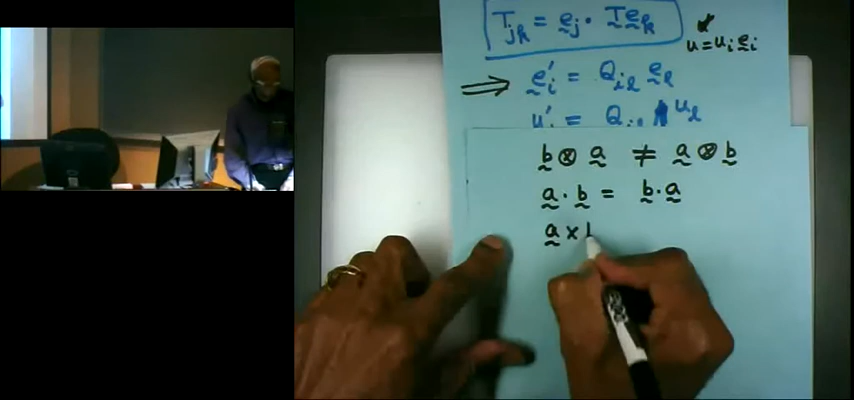 T_jk = e_j · T e_k
u = u_i e_i
⟹ e'_i = Q_il e_l
u'_i = Q_il u_l
b ⊗ a ≠ a ⊗ b
a · b = b · a
a × b